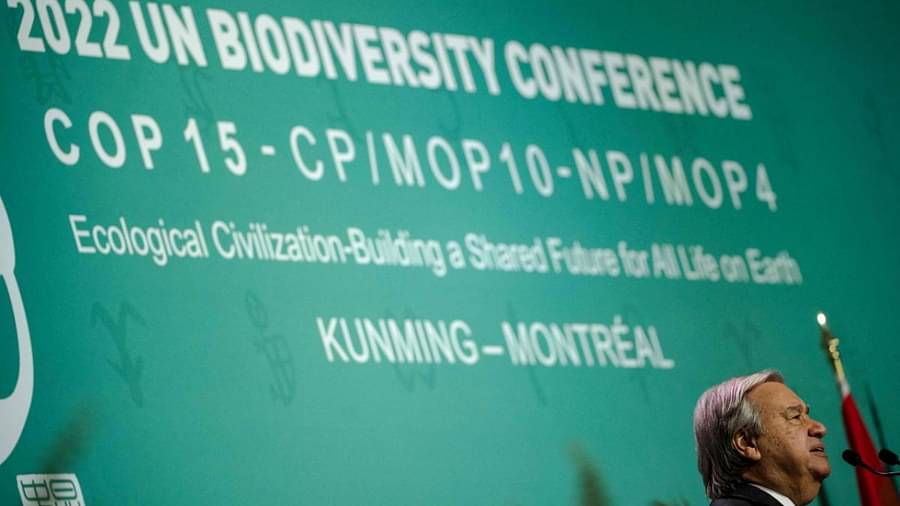 2022 UN BIODIVERSITY CONFERENCE
COP 15 - CP/MOP10-NP/MOP4
Ecological Civilization-Building a Shared Future for All Life on Earth
KUNMING – MONTRÉAL